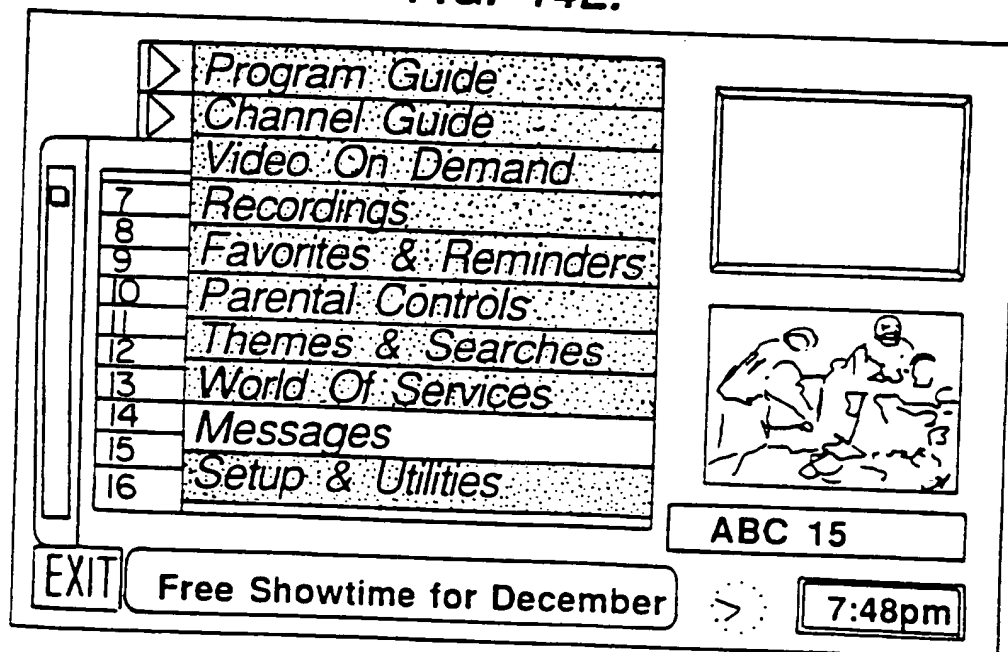 FIG. 14E.
Program Guide
Channel Guide
Video On Demand
7 Recordings
8
9 Favorites & Reminders
10 Parental Controls
11
12 Themes & Searches
13 World Of Services
14 Messages
15
16 Setup & Utilities
ABC 15
EXIT Free Showtime for December 7:48pm